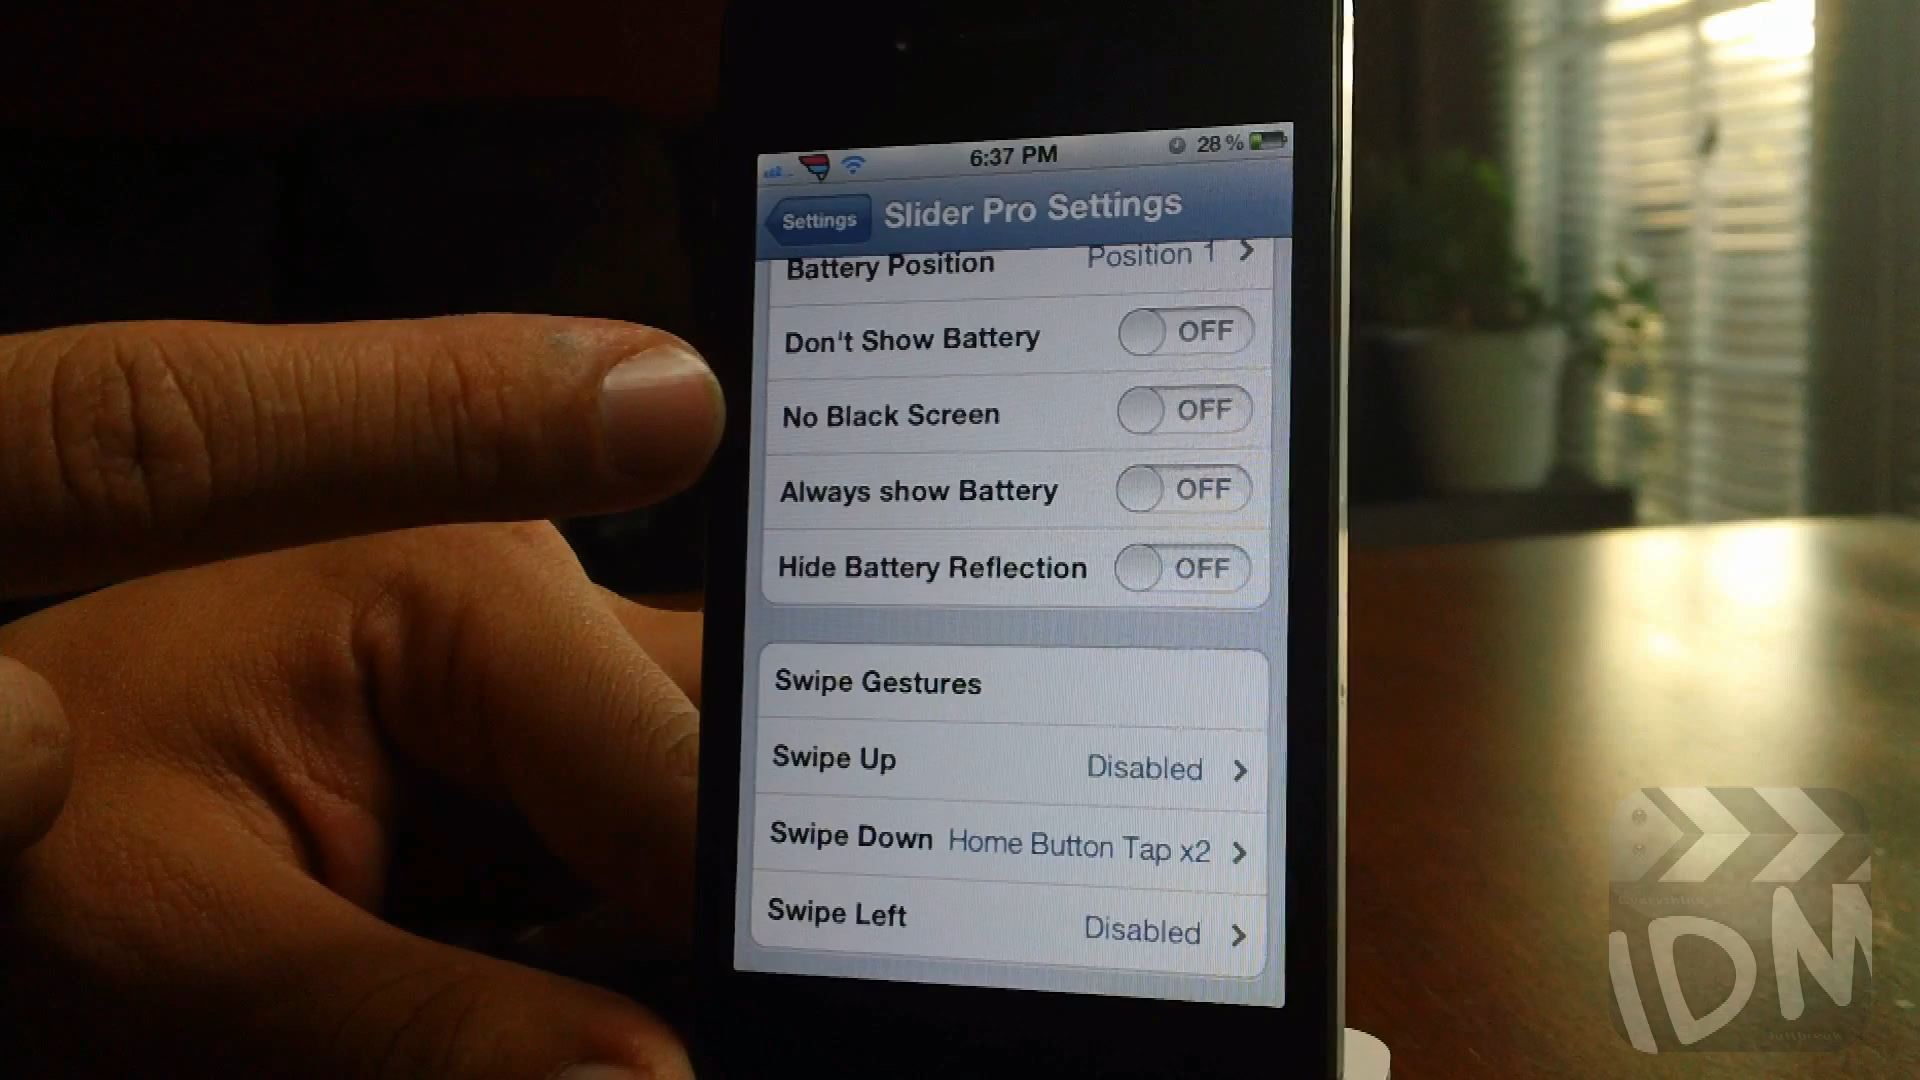 6:37 PM
28 %
Settings
Slider Pro Settings
Battery Position Position 1
Don't Show Battery OFF
No Black Screen OFF
Always show Battery OFF
Hide Battery Reflection OFF
Swipe Gestures
Swipe Up Disabled
Swipe Down Home Button Tap x2
Swipe Left Disabled
IDM